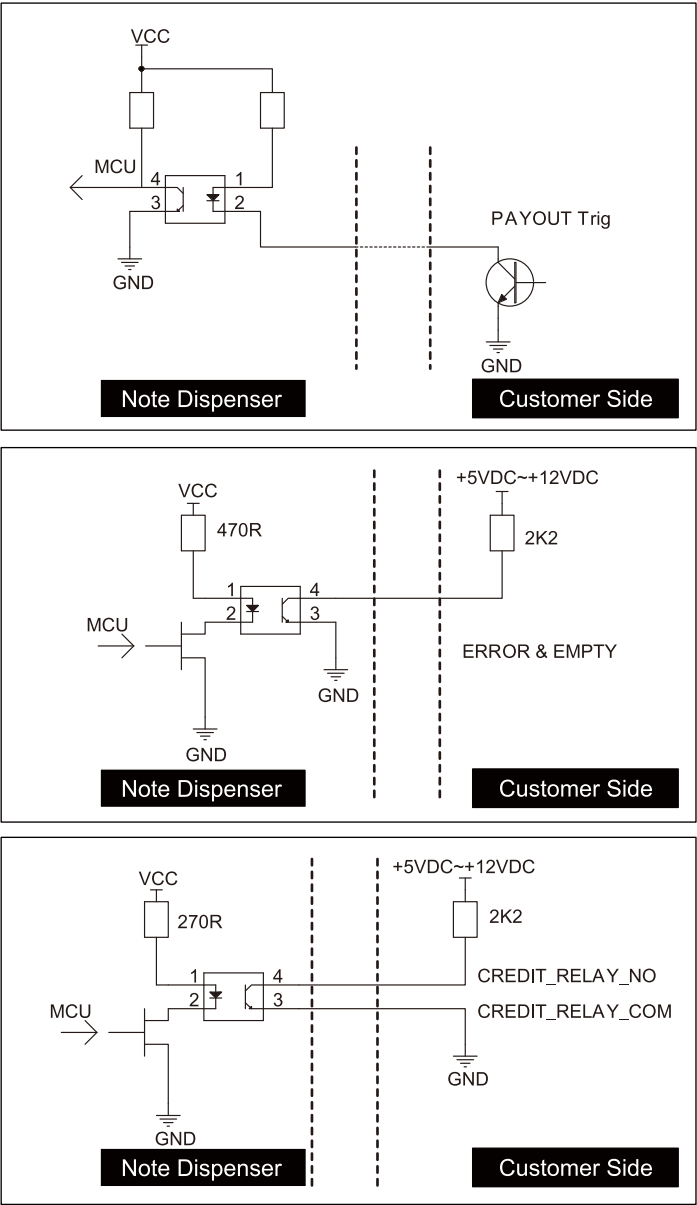 VCC
MCU
4
1
3
2
PAYOUT Trig
GND
GND
Note Dispenser
Customer Side
+5VDC~+12VDC
VCC
470R
2K2
1
4
2
3
MCU
ERROR & EMPTY
GND
GND
Note Dispenser
Customer Side
+5VDC~+12VDC
VCC
270R
2K2
1
4
CREDIT_RELAY_NO
2
3
CREDIT_RELAY_COM
MCU
GND
GND
Note Dispenser
Customer Side